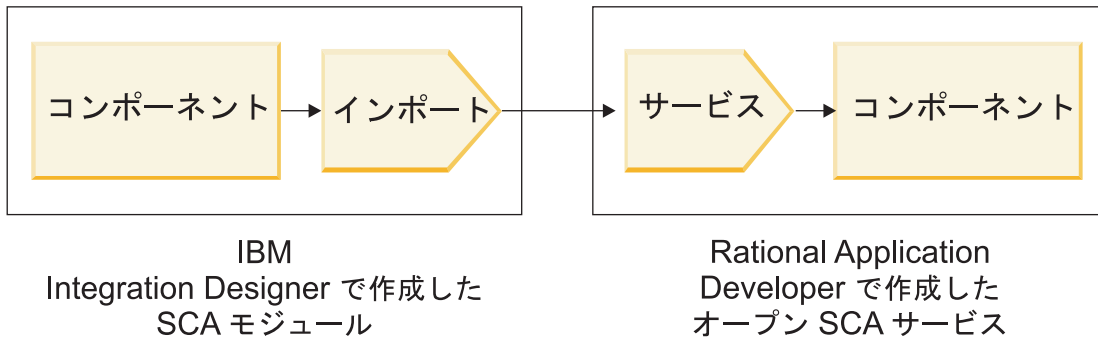 コンポーネント
インポート
サービス
コンポーネント
IBM
Integration Designer で作成した
SCA モジュール
Rational Application
Developer で作成した
オープン SCA サービス